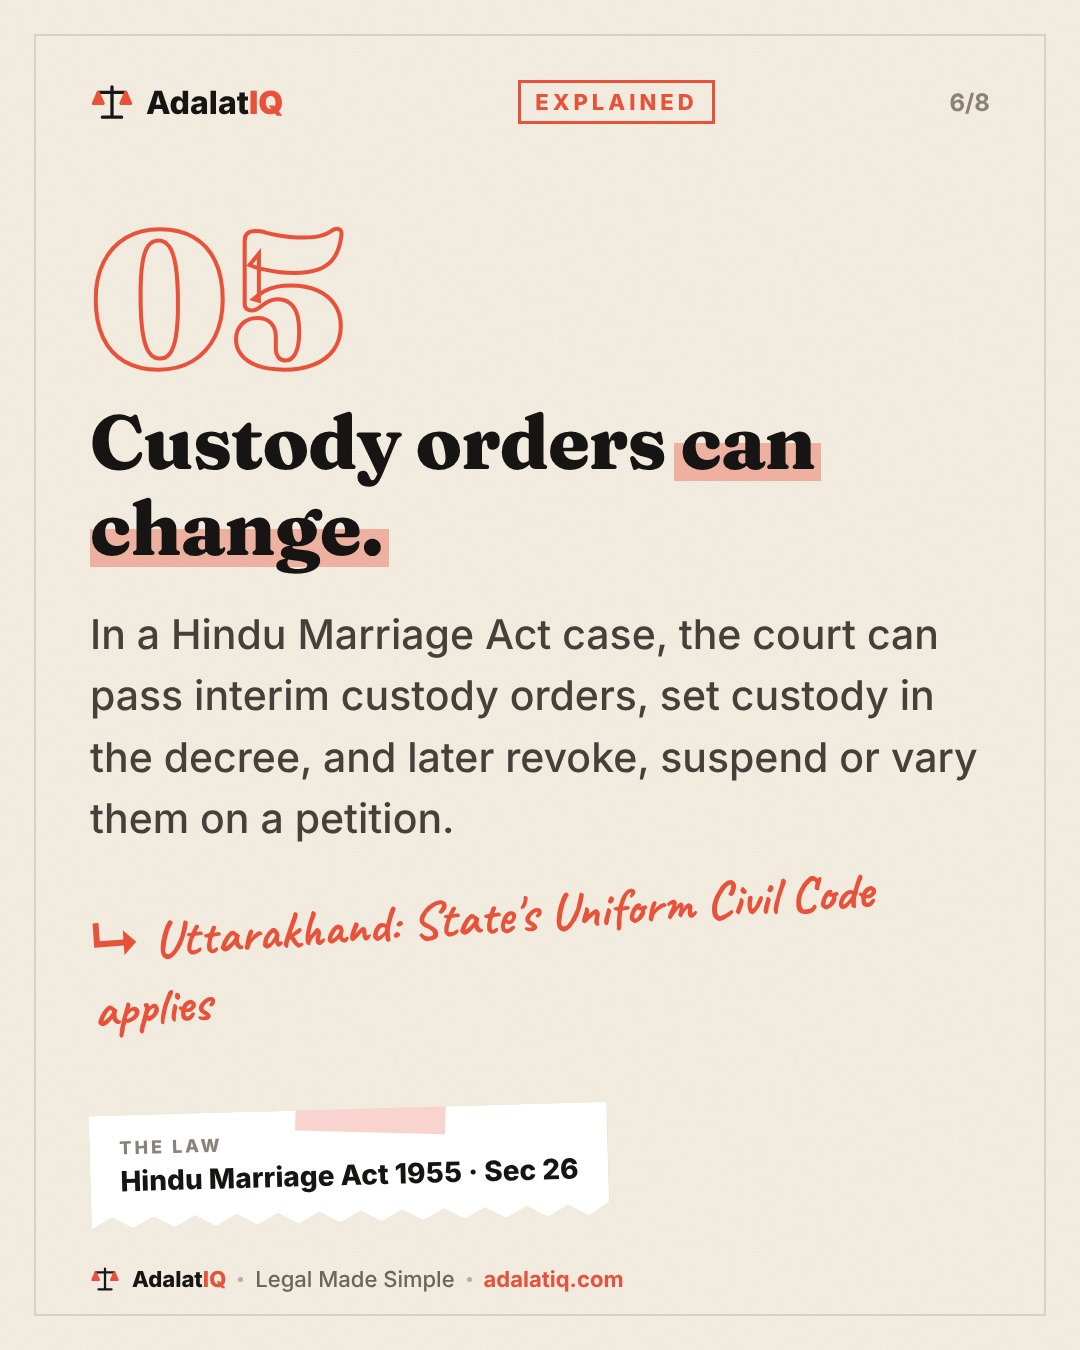 AdalatIQ
EXPLAINED
6/8
05
Custody orders can
change.
In a Hindu Marriage Act case, the court can
pass interim custody orders, set custody in
the decree, and later revoke, suspend or vary
them on a petition.
↳ Uttarakhand: State's Uniform Civil Code
applies
THE LAW
Hindu Marriage Act 1955 · Sec 26
AdalatIQ • Legal Made Simple • adalatiq.com